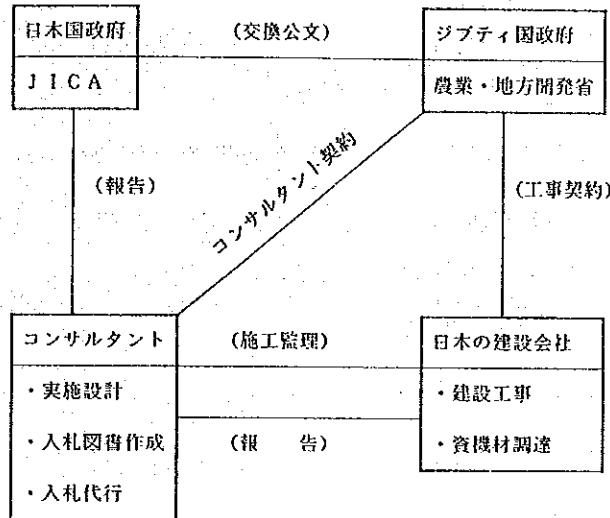 日本国政府
(交換公文)
ジブティ国政府
JICA
農業・地方開発省
(報告)
コンサルタント契約
(工事契約)
コンサルタント
(施工監理)
日本の建設会社
・実施設計
・建設工事
・入札図書作成
(報 告)
・資機材調達
・入札代行